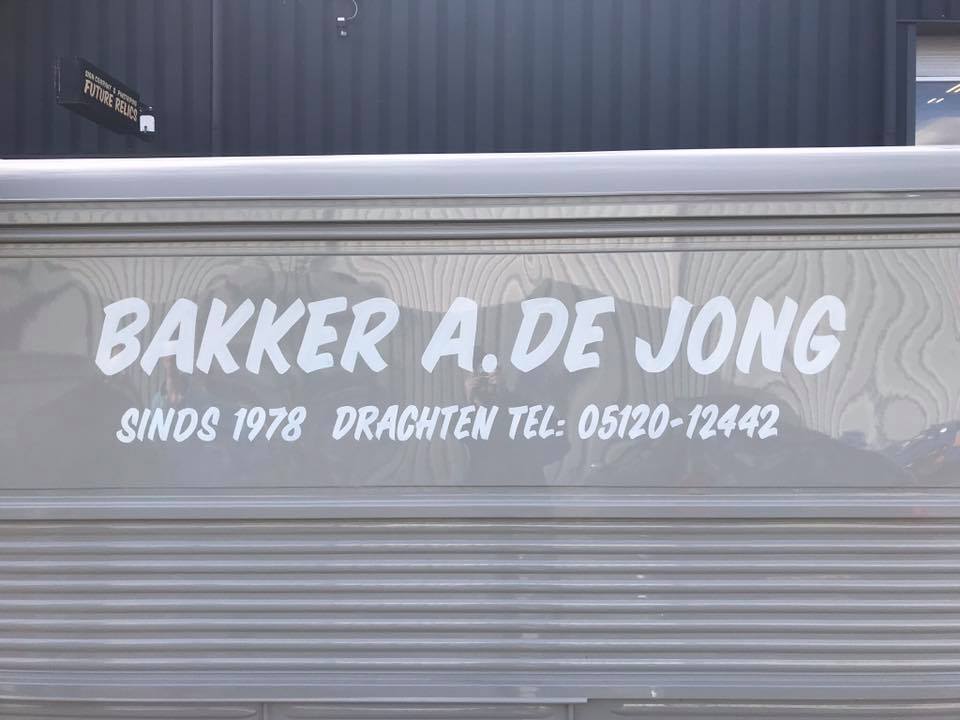 FUTURE RELICS
BAKKER A. DE JONG
SINDS 1978 DRACHTEN TEL: 05120-12442